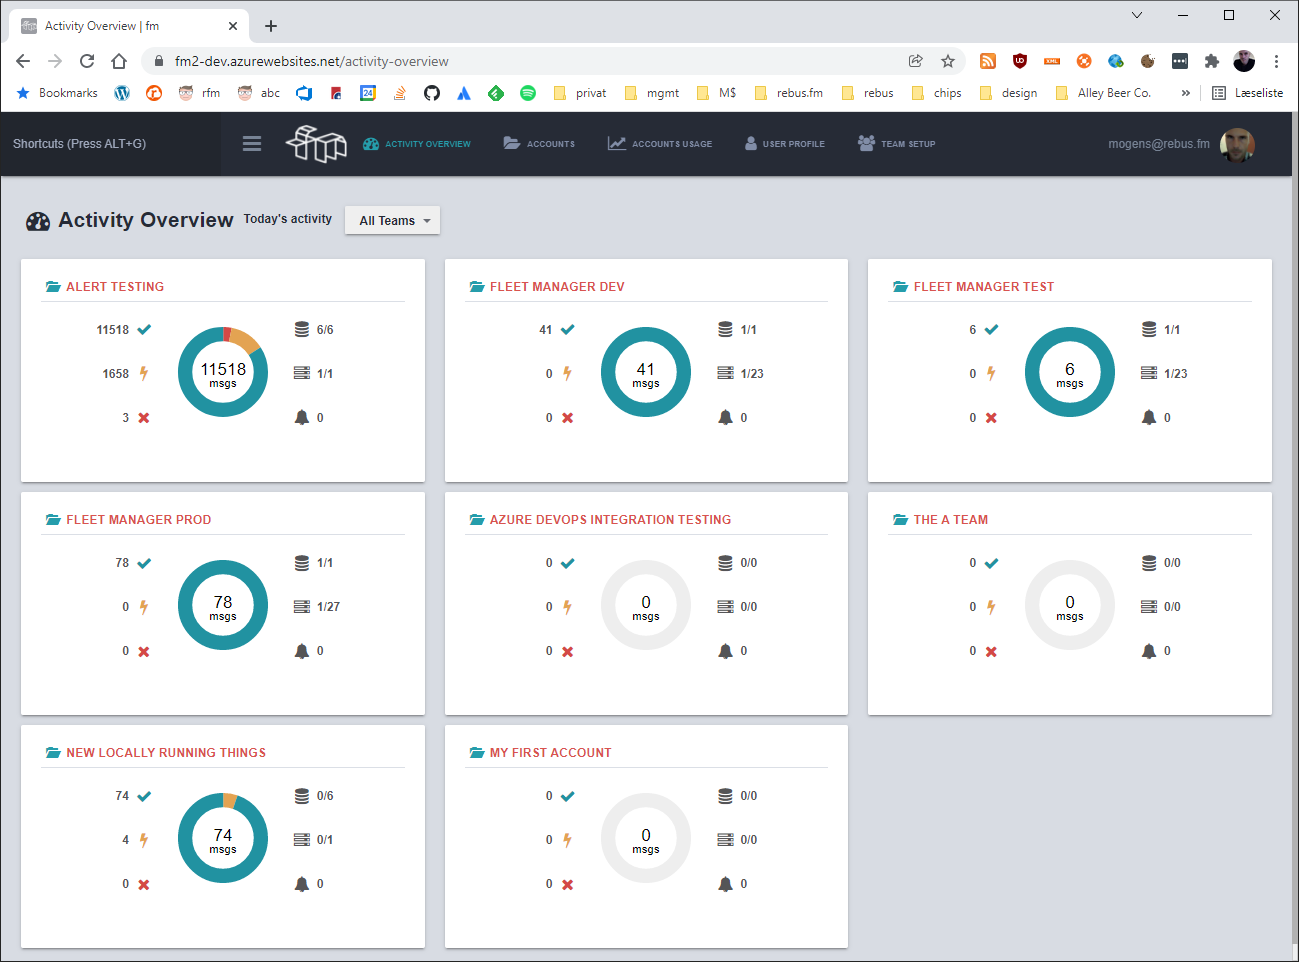 Activity Overview | fm
fm2-dev.azurewebsites.net/activity-overview
Bookmarks rfm abc 24 privat mgmt M$ rebus.fm rebus chips design Alley Beer Co. » Læseliste
Shortcuts (Press ALT+G) ACTIVITY OVERVIEW ACCOUNTS ACCOUNTS USAGE USER PROFILE TEAM SETUP mogens@rebus.fm
Activity Overview Today's activity All Teams
ALERT TESTING
11518 6/6
11518
msgs
1658 1/1
3 0
FLEET MANAGER DEV
41 1/1
41
msgs
0 1/23
0 0
FLEET MANAGER TEST
6 1/1
6
msgs
0 1/23
0 0
FLEET MANAGER PROD
78 1/1
78
msgs
0 1/27
0 0
AZURE DEVOPS INTEGRATION TESTING
0 0/0
0
msgs
0 0/0
0 0
THE A TEAM
0 0/0
0
msgs
0 0/0
0 0
NEW LOCALLY RUNNING THINGS
74 0/6
74
msgs
4 0/1
0 0
MY FIRST ACCOUNT
0 0/0
0
msgs
0 0/0
0 0